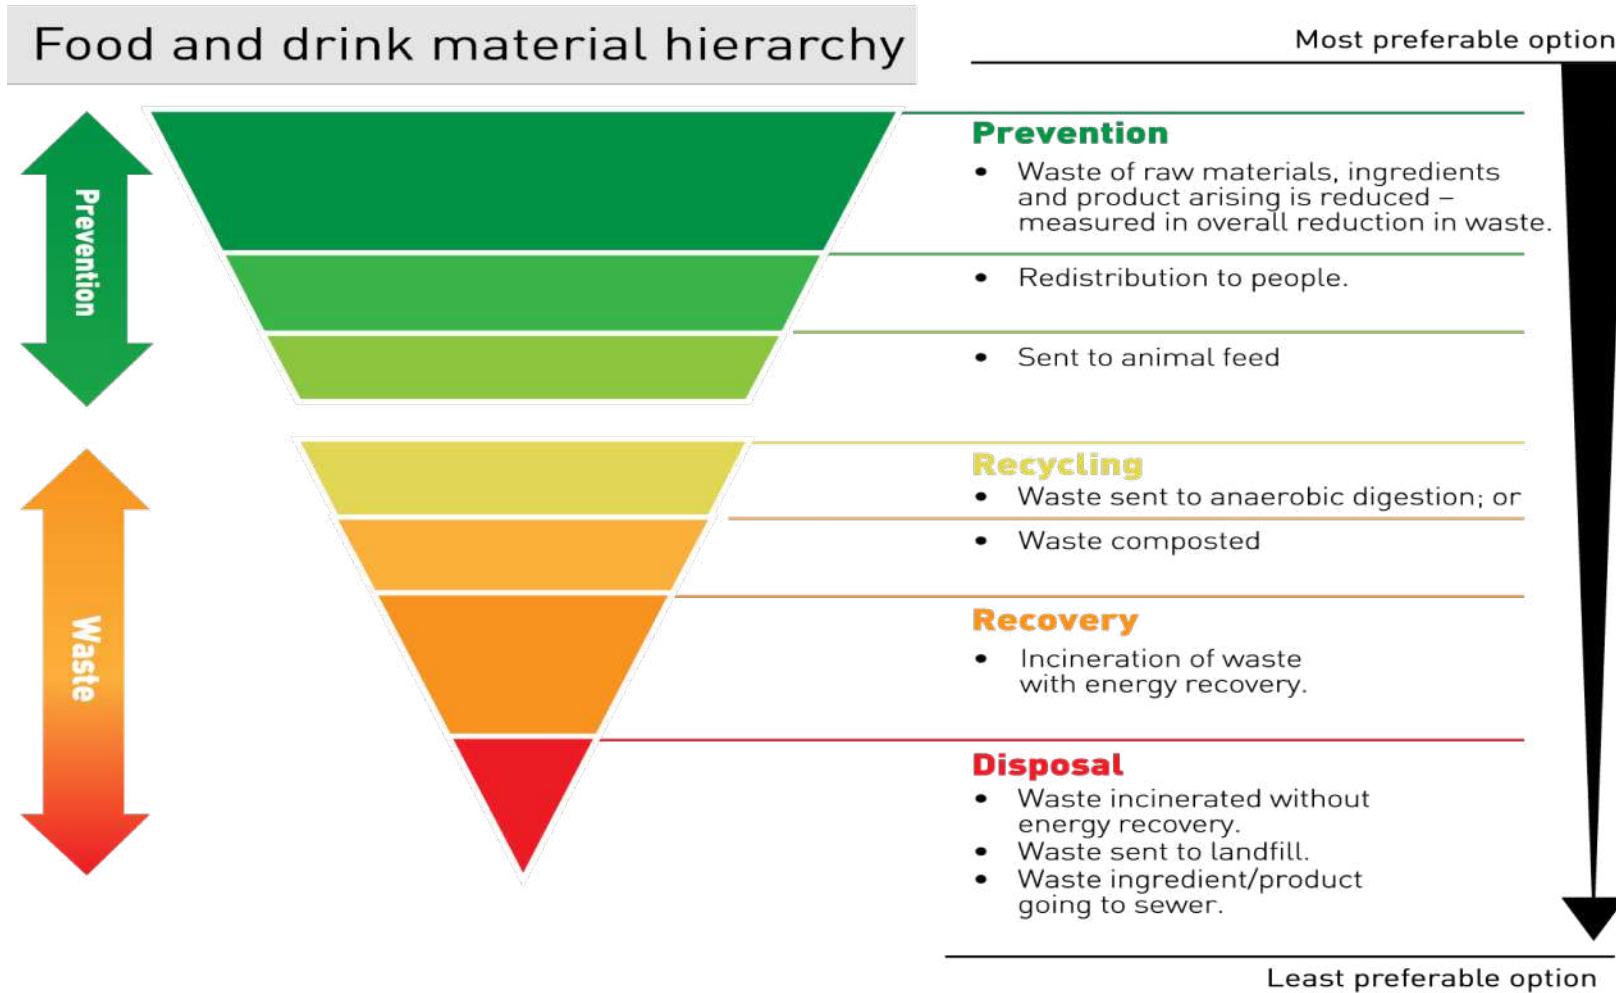 Food and drink material hierarchy
Most preferable option
Prevention
Prevention
• Waste of raw materials, ingredients
and product arising is reduced –
measured in overall reduction in waste.
• Redistribution to people.
• Sent to animal feed
Waste
Recycling
• Waste sent to anaerobic digestion; or
• Waste composted
Recovery
• Incineration of waste
with energy recovery.
Disposal
• Waste incinerated without
energy recovery.
• Waste sent to landfill.
• Waste ingredient/product
going to sewer.
Least preferable option